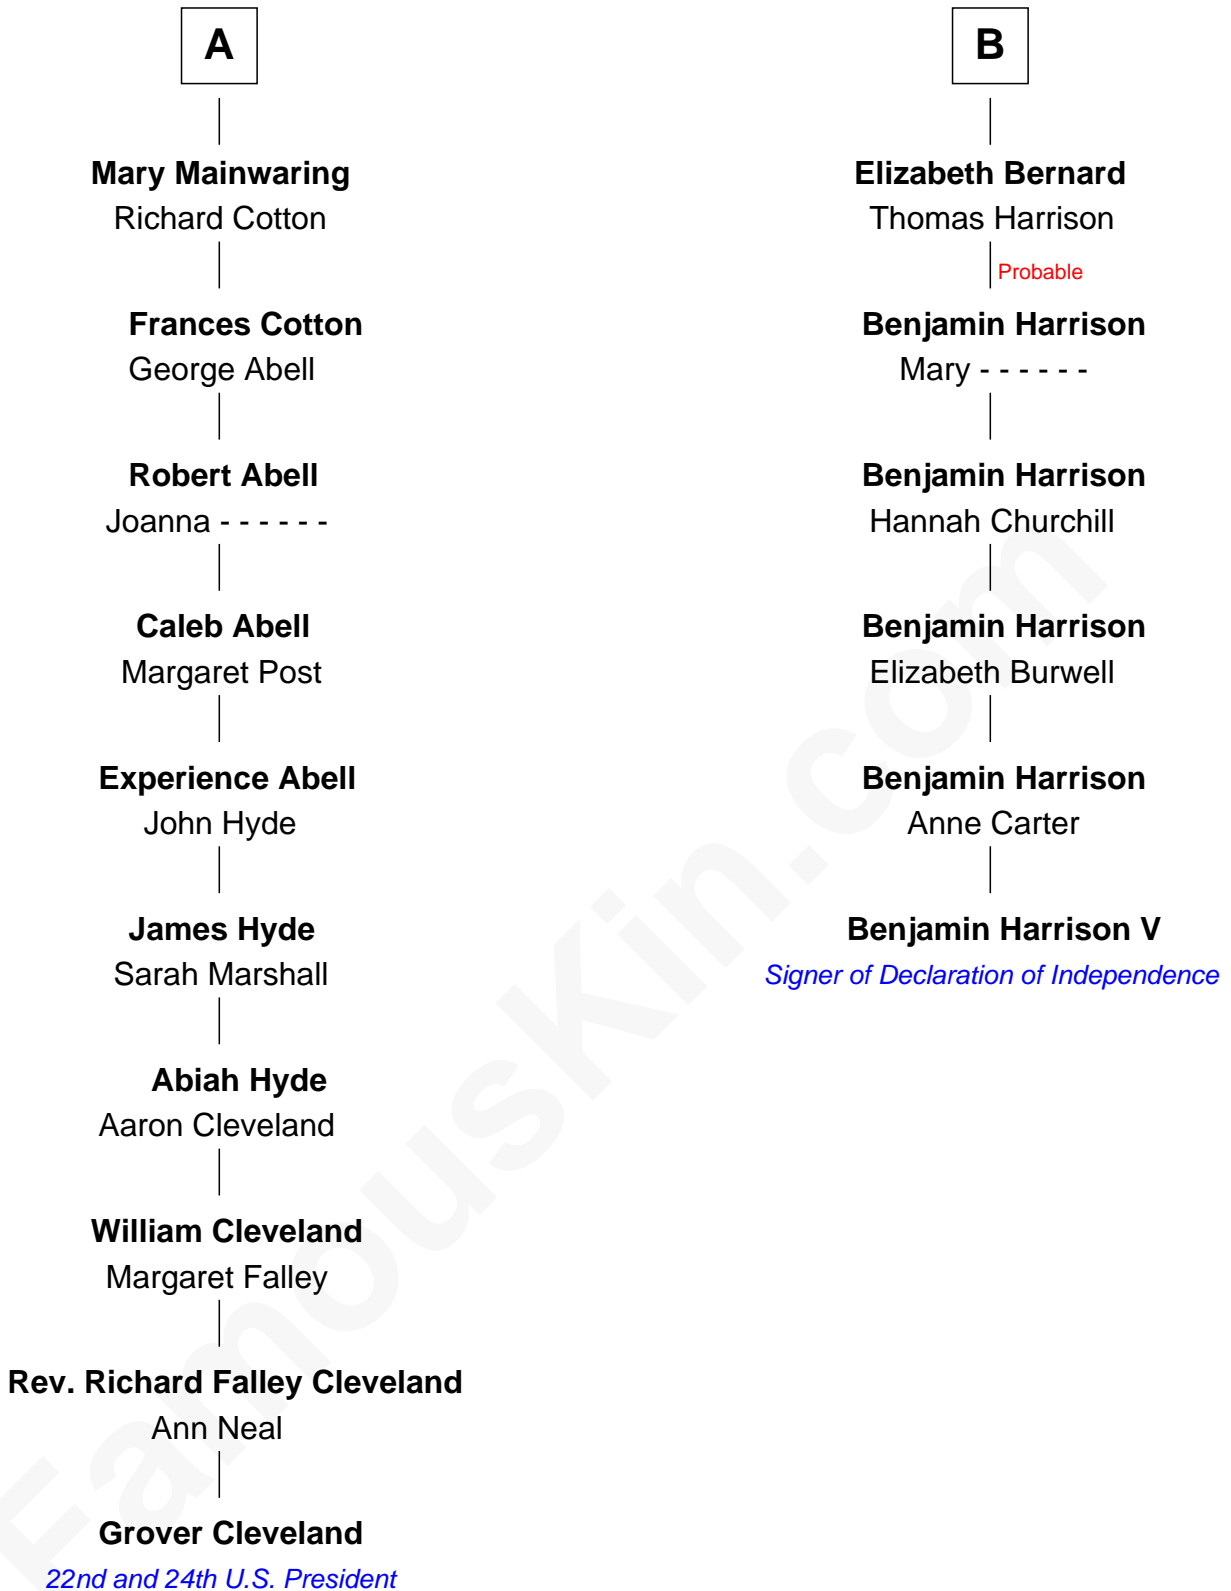 A
Mary Mainwaring
Richard Cotton
Frances Cotton
George Abell
Robert Abell
Joanna - - - - - -
Caleb Abell
Margaret Post
Experience Abell
John Hyde
James Hyde
Sarah Marshall
Abiah Hyde
Aaron Cleveland
William Cleveland
Margaret Falley
Rev. Richard Falley Cleveland
Ann Neal
Grover Cleveland
22nd and 24th U.S. President
B
Elizabeth Bernard
Thomas Harrison
Probable
Benjamin Harrison
Mary - - - - - -
Benjamin Harrison
Hannah Churchill
Benjamin Harrison
Elizabeth Burwell
Benjamin Harrison
Anne Carter
Benjamin Harrison V
Signer of Declaration of Independence
FamousKin.com